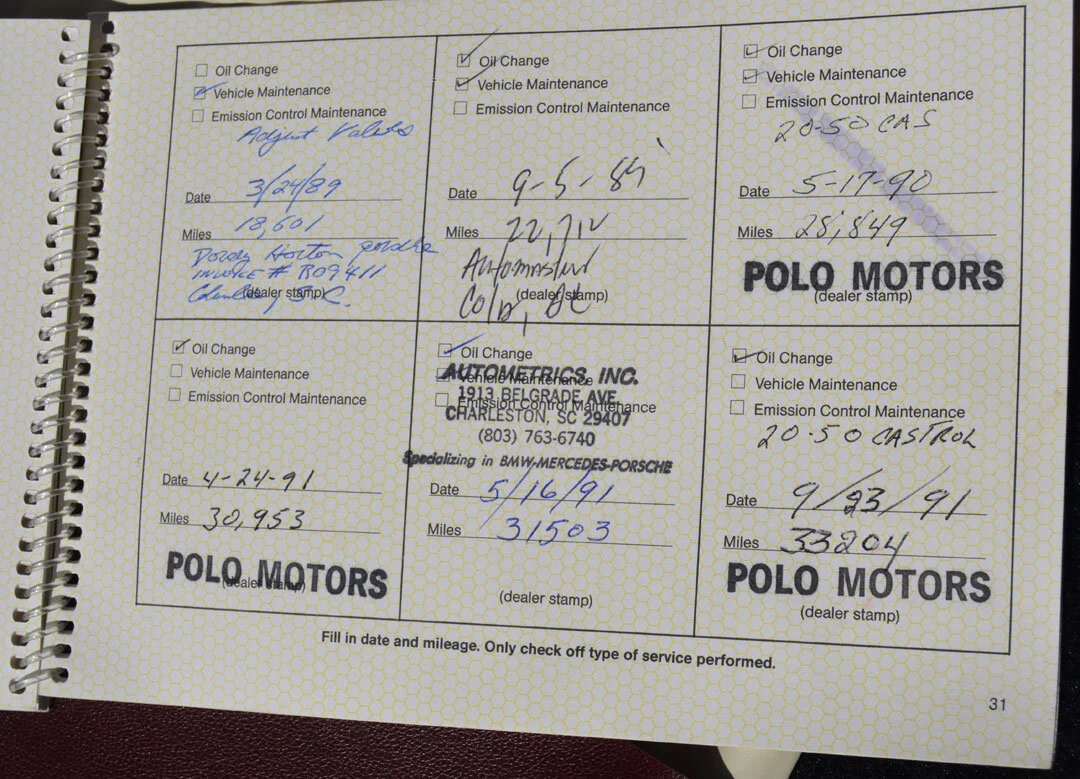 Oil Change
Vehicle Maintenance
Emission Control Maintenance
Adjust Valves
Date 3/24/89
Miles 18,601
Horton Porsche
Invoice # R09411
(dealer stamp) S.C.
Oil Change
Vehicle Maintenance
Emission Control Maintenance
Date 9-5-89
Miles 22,712
(dealer stamp)
Oil Change
Vehicle Maintenance
Emission Control Maintenance
20-50 CAS
Date 5-17-90
Miles 28,849
POLO MOTORS
(dealer stamp)
Oil Change
Vehicle Maintenance
Emission Control Maintenance
Date 4-24-91
Miles 30,953
POLO MOTORS
(dealer stamp)
Oil Change
AUTOMETRICS, INC.
Vehicle Maintenance
1913 BELGRADE AVE.
Emission Control Maintenance
CHARLESTON, SC 29407
(803) 763-6740
Specializing in BMW-MERCEDES-PORSCHE
Date 5/16/91
Miles 31503
(dealer stamp)
Oil Change
Vehicle Maintenance
Emission Control Maintenance
20-50 CASTROL
Date 9/23/91
Miles 33204
POLO MOTORS
(dealer stamp)
Fill in date and mileage. Only check off type of service performed.
31